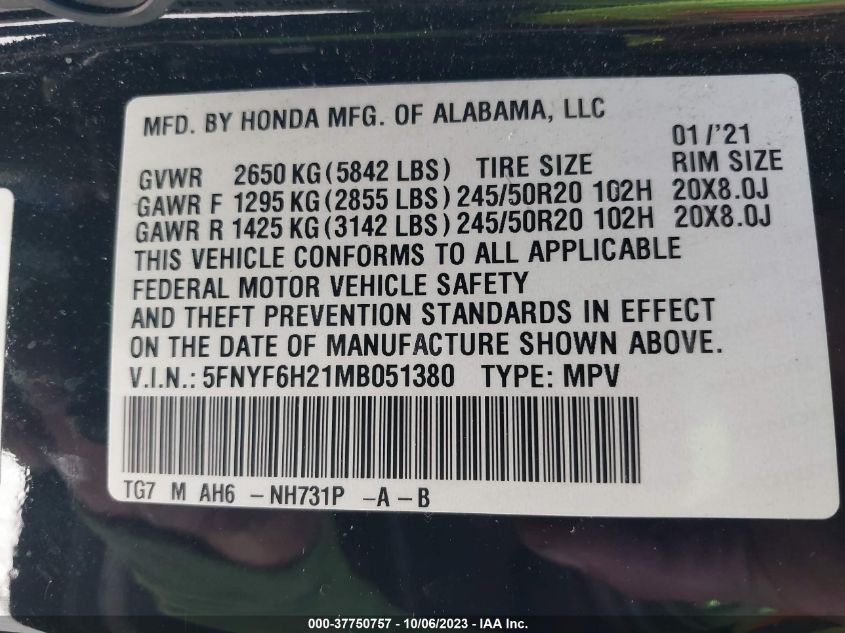 MFD. BY HONDA MFG. OF ALABAMA, LLC
01/'21
GVWR 2650 KG (5842 LBS) TIRE SIZE RIM SIZE
GAWR F 1295 KG (2855 LBS) 245/50R20 102H 20X8.0J
GAWR R 1425 KG (3142 LBS) 245/50R20 102H 20X8.0J
THIS VEHICLE CONFORMS TO ALL APPLICABLE
FEDERAL MOTOR VEHICLE SAFETY
AND THEFT PREVENTION STANDARDS IN EFFECT
ON THE DATE OF MANUFACTURE SHOWN ABOVE.
V.I.N.: 5FNYF6H21MB051380 TYPE: MPV
TG7 M AH6 -NH731P -A-B
000-37750757 - 10/06/2023 - IAA Inc.